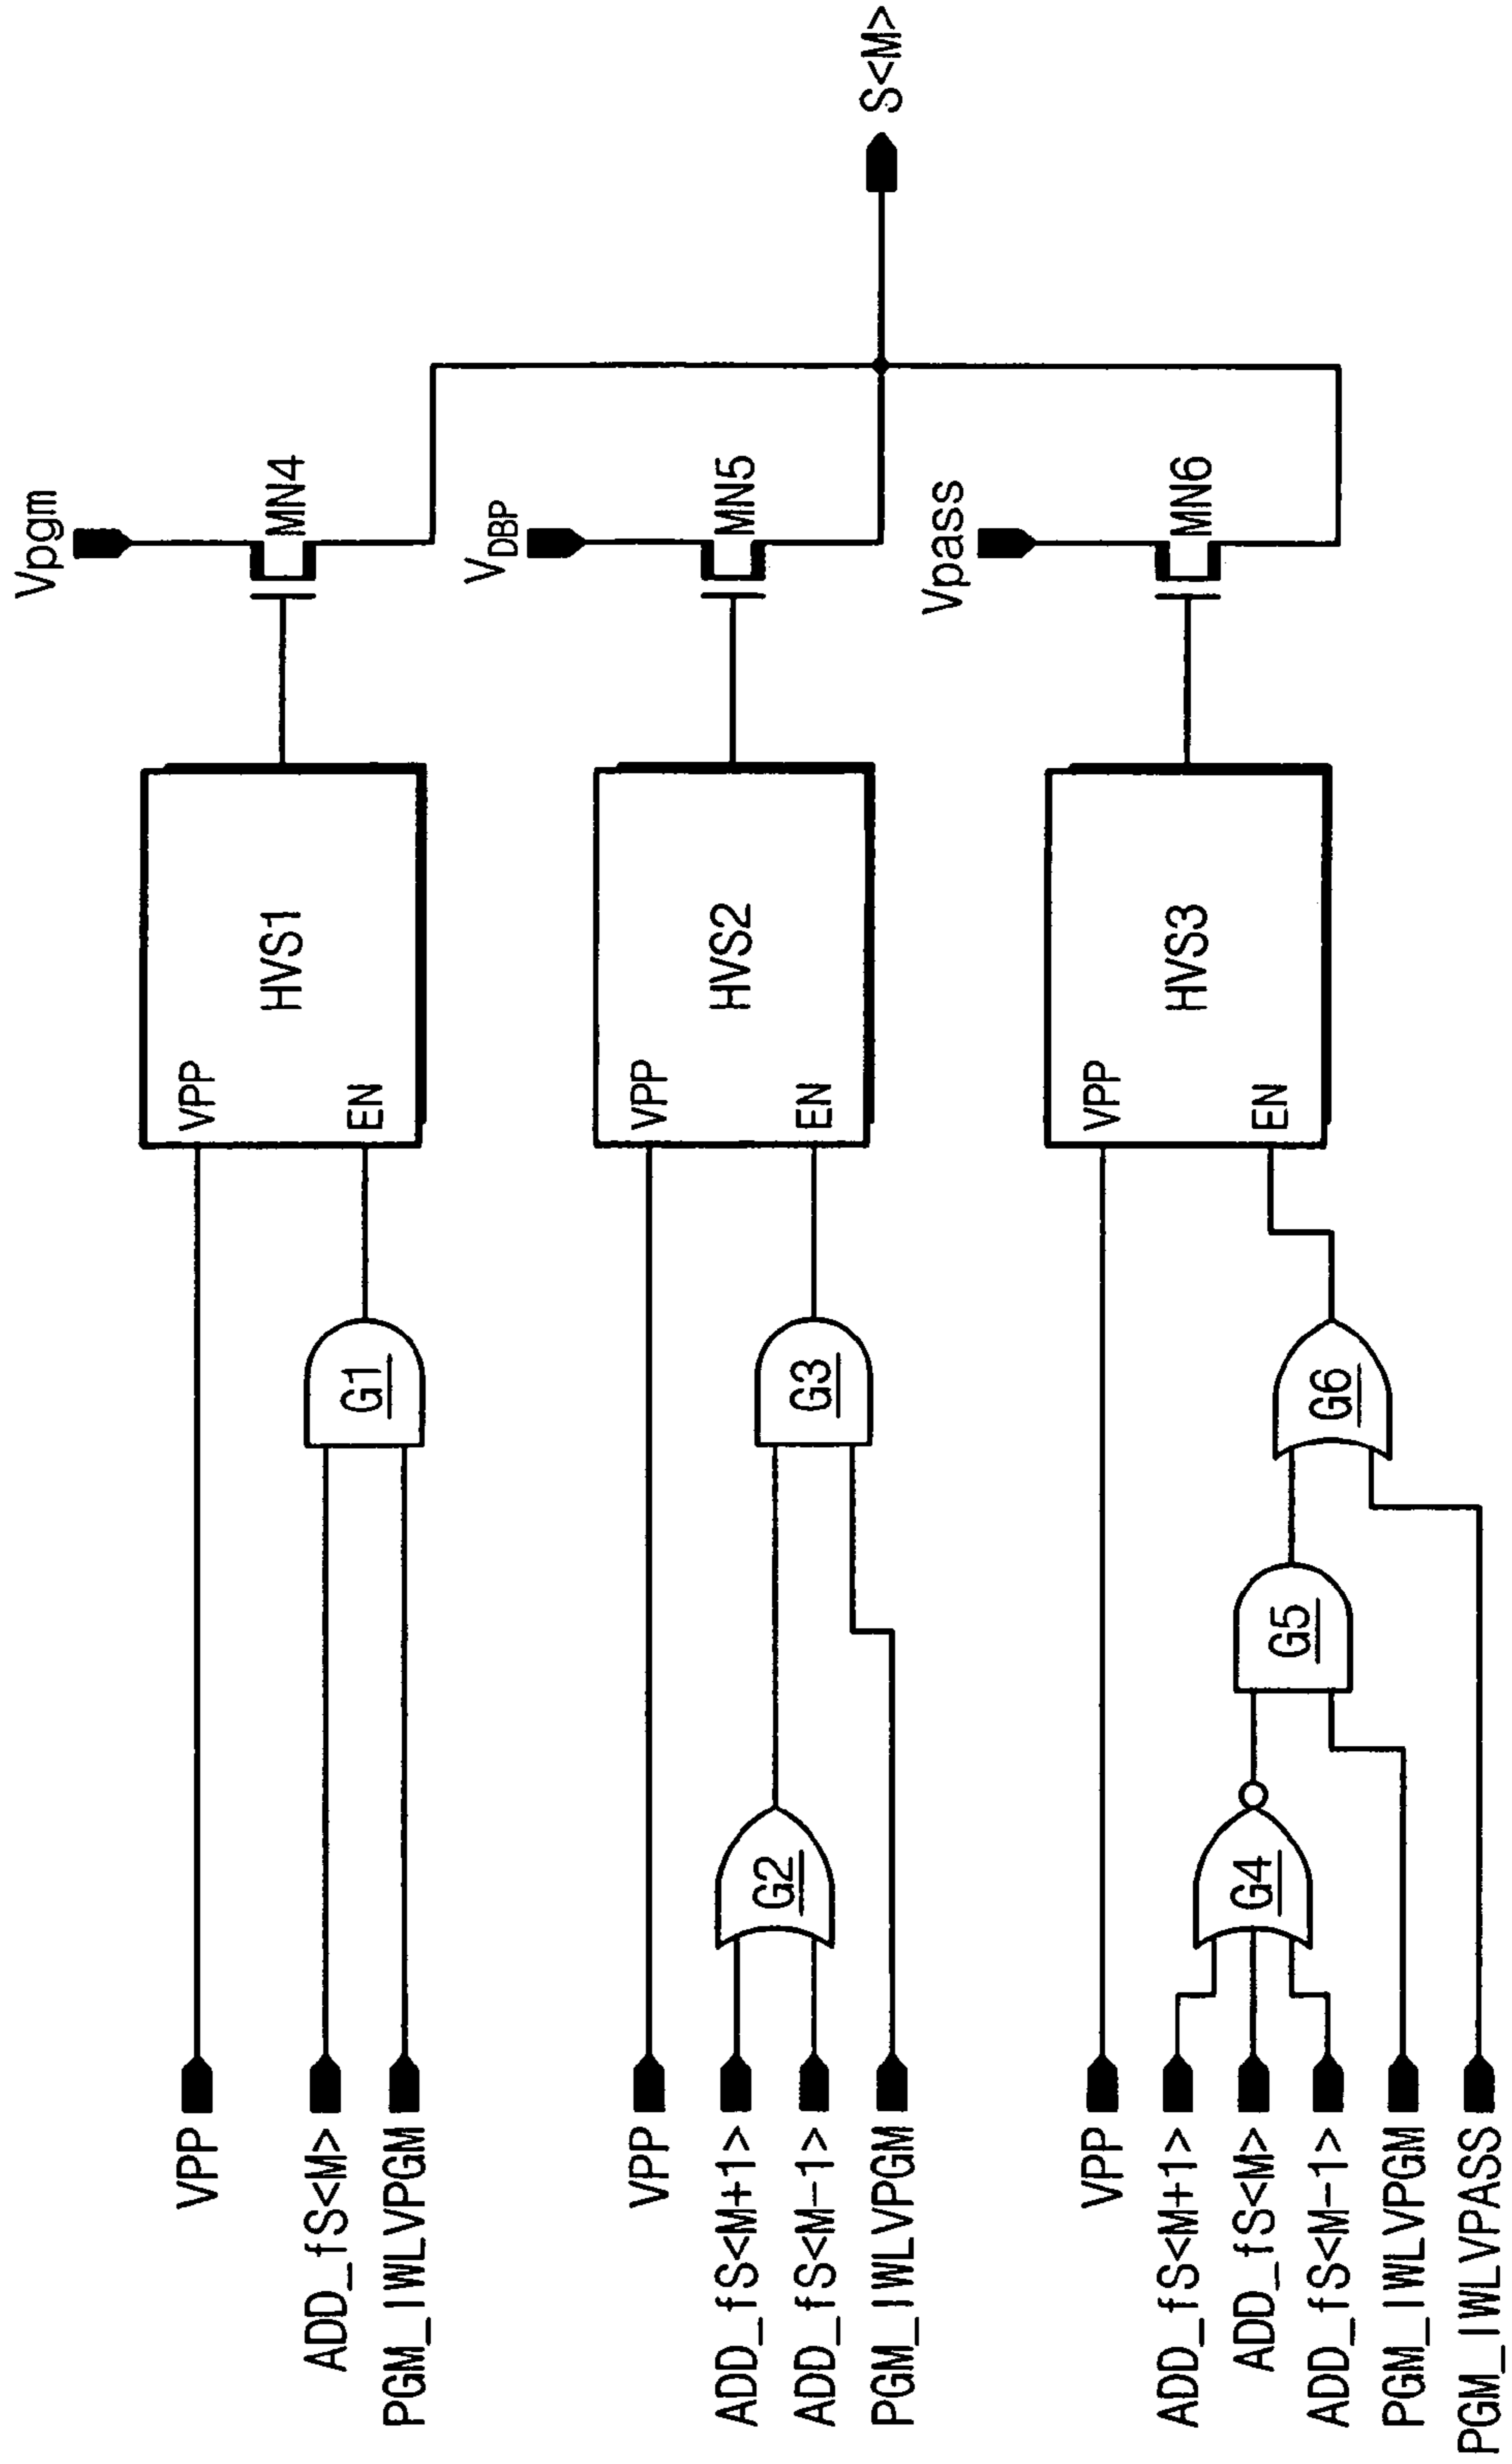 VPP
ADD_fS<M>
PGM_IWLVPGM
G1
VPP
EN
HVS1
Vpgm
MN4
VPP
ADD_fS<M+1>
ADD_fS<M-1>
PGM_IWLVPGM
G2
G3
VPP
EN
HVS2
VDBP
MN5
S<M>
VPP
ADD_fS<M+1>
ADD_fS<M>
ADD_fS<M-1>
PGM_IWLVPGM
PGM_IWLVPASS
G4
G5
G6
VPP
EN
HVS3
Vpass
MN6